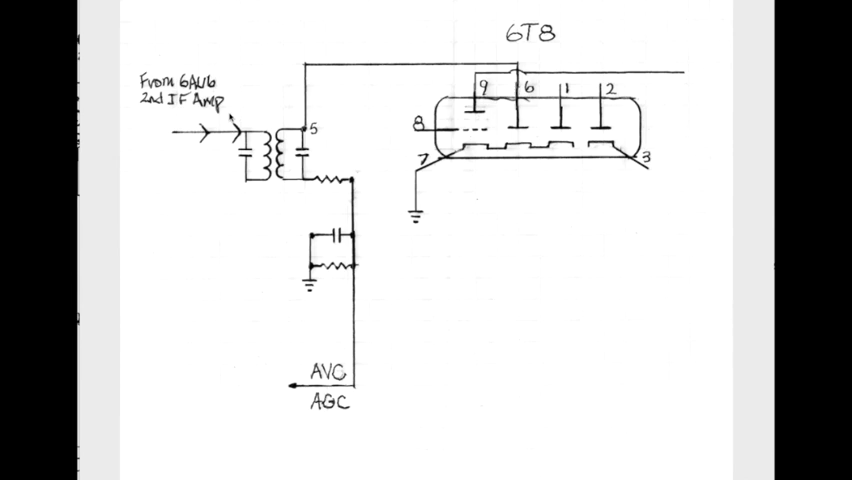 6T8
From 6AU6
2nd IF Amp
9 6 1 2
8
5
7
3
AVC
AGC